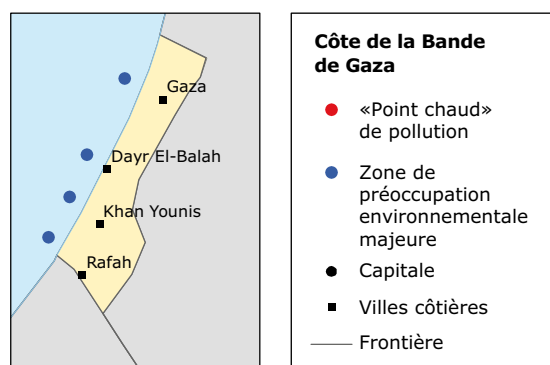 Gaza
Dayr El-Balah
Khan Younis
Rafah
Côte de la Bande
de Gaza
«Point chaud»
de pollution
Zone de
préoccupation
environnementale
majeure
Capitale
Villes côtières
Frontière